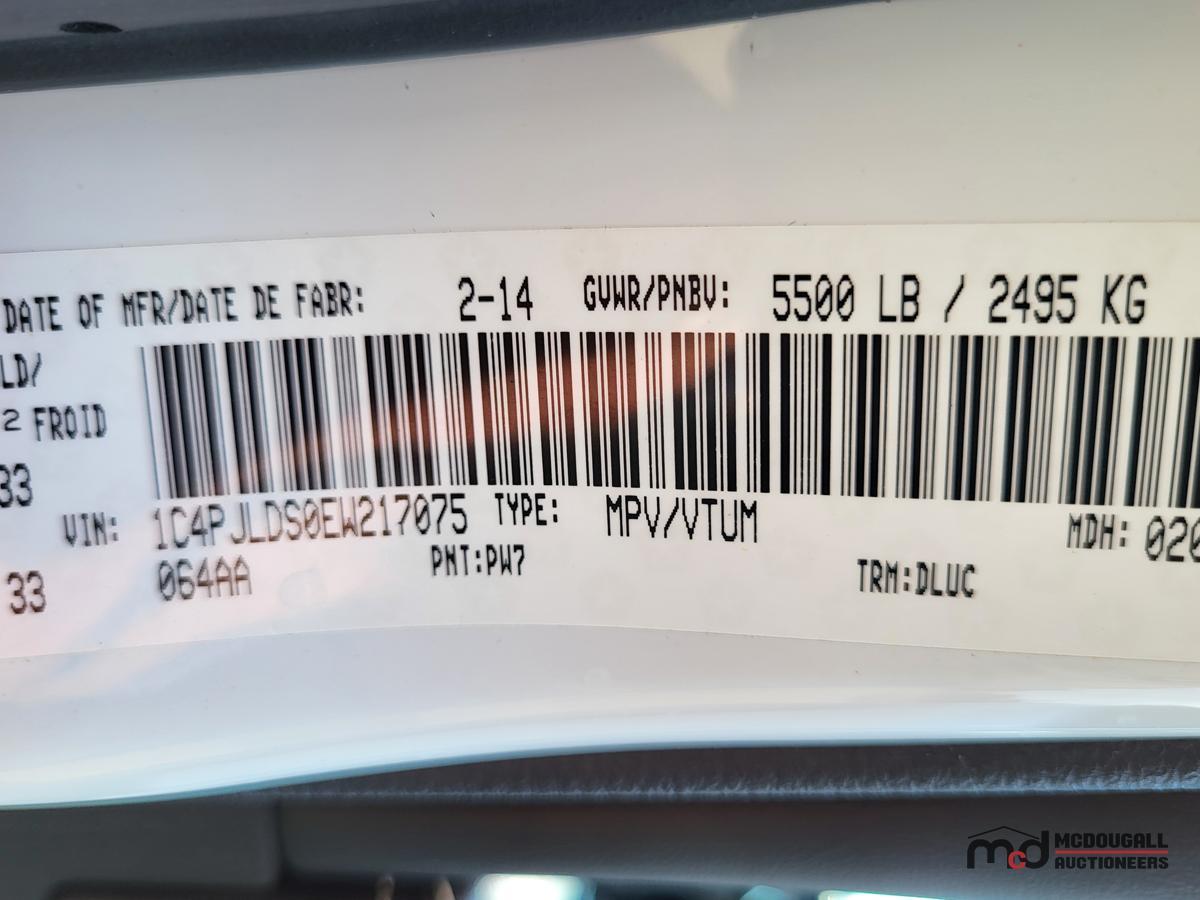 DATE OF MFR/DATE DE FABR: 2-14 GVWR/PNBV: 5500 LB / 2495 KG
LD/
2 FROID
33
VIN: 1C4PJLDS0EW217075 TYPE: MPV/VTUM MDH: 020
33 064AA PNT:PW7 TRM:DLUC
mcd MCDOUGALL
AUCTIONEERS